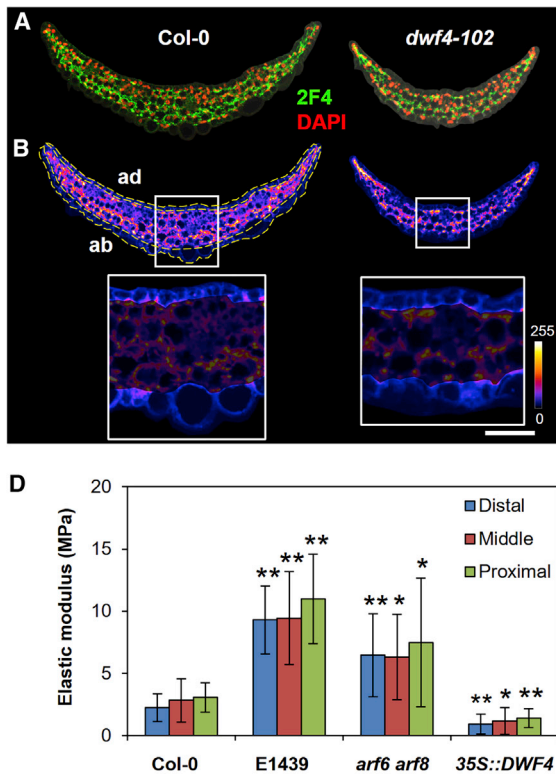 A
Col-0
dwf4-102
2F4
DAPI
B
ad
ab
255
0
D
Elastic modulus (MPa)
20
15
10
5
0
Distal
Middle
Proximal
** ** **
** * *
** * **
Col-0 E1439 arf6 arf8 35S::DWF4